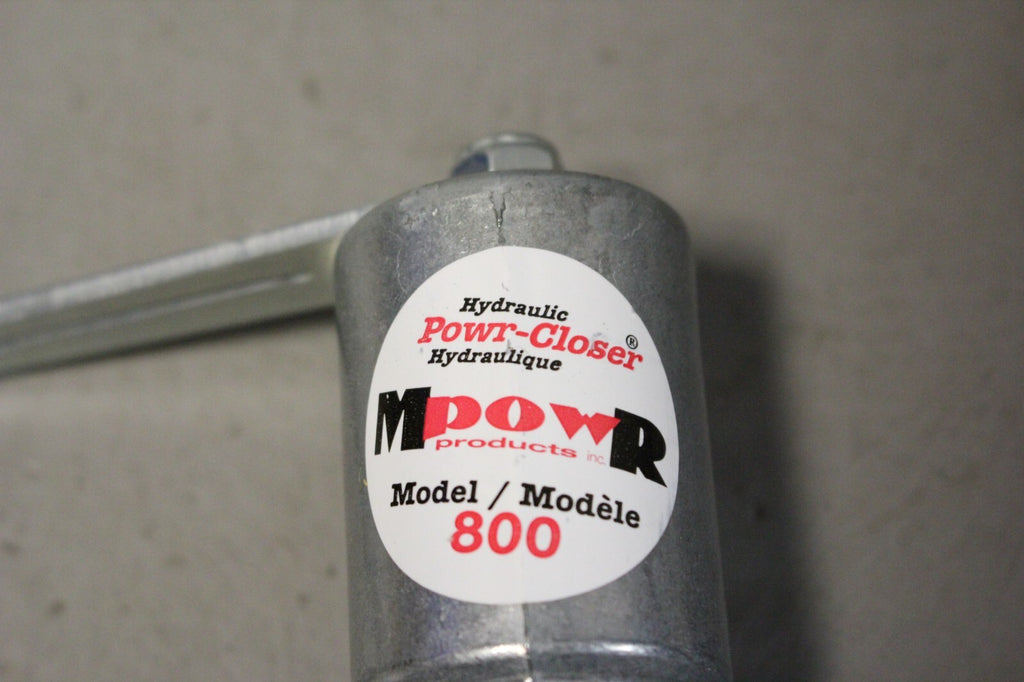 Hydraulic
Powr-Closer®
Hydraulique
MpowR
products inc.
Model / Modèle
800